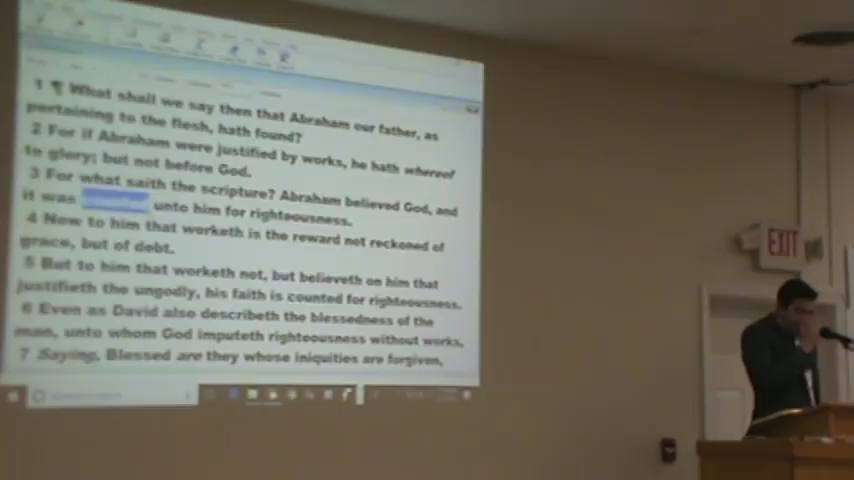 1 ¶ What shall we say then that Abraham our father, as
pertaining to the flesh, hath found?
2 For if Abraham were justified by works, he hath whereof
to glory; but not before God.
3 For what saith the scripture? Abraham believed God, and
it was counted unto him for righteousness.
4 Now to him that worketh is the reward not reckoned of
grace, but of debt.
5 But to him that worketh not, but believeth on him that
justifieth the ungodly, his faith is counted for righteousness.
6 Even as David also describeth the blessedness of the
man, unto whom God imputeth righteousness without works,
7 Saying, Blessed are they whose iniquities are forgiven,
EXIT